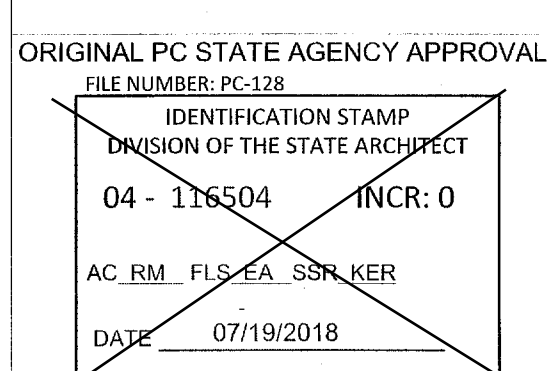 ORIGINAL PC STATE AGENCY APPROVAL
FILE NUMBER: PC-128
IDENTIFICATION STAMP
DIVISION OF THE STATE ARCHITECT
04 - 116504 INCR: 0
AC RM FLS EA SSR KER
DATE 07/19/2018